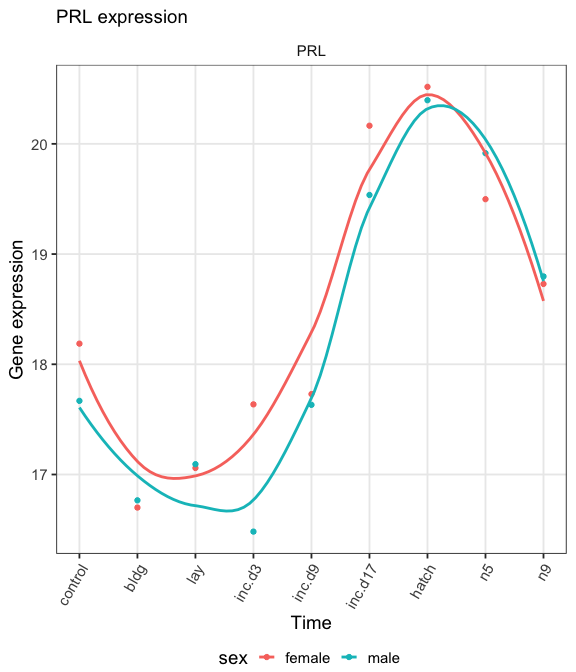 PRL expression
PRL
Gene expression
20
19
18
17
control
bldg
lay
inc.d3
inc.d9
inc.d17
hatch
n5
n9
Time
sex female male